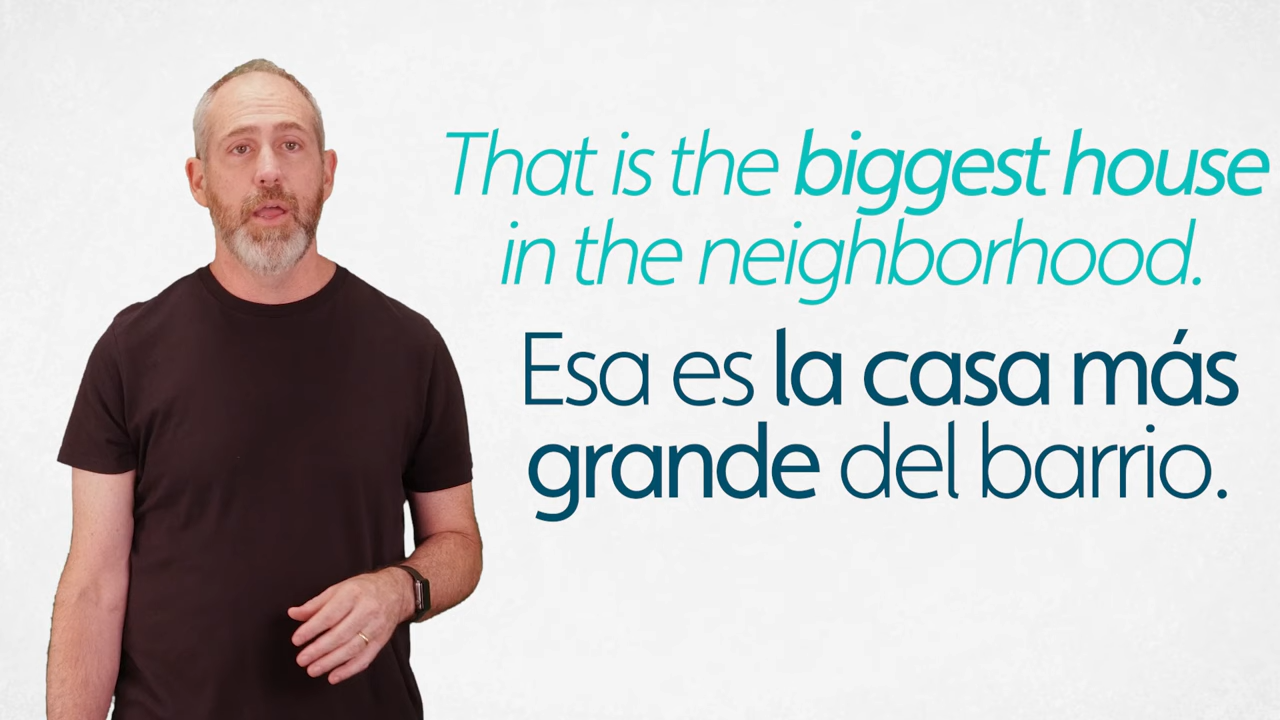 That is the biggest house
in the neighborhood.
Esa es la casa más
grande del barrio.